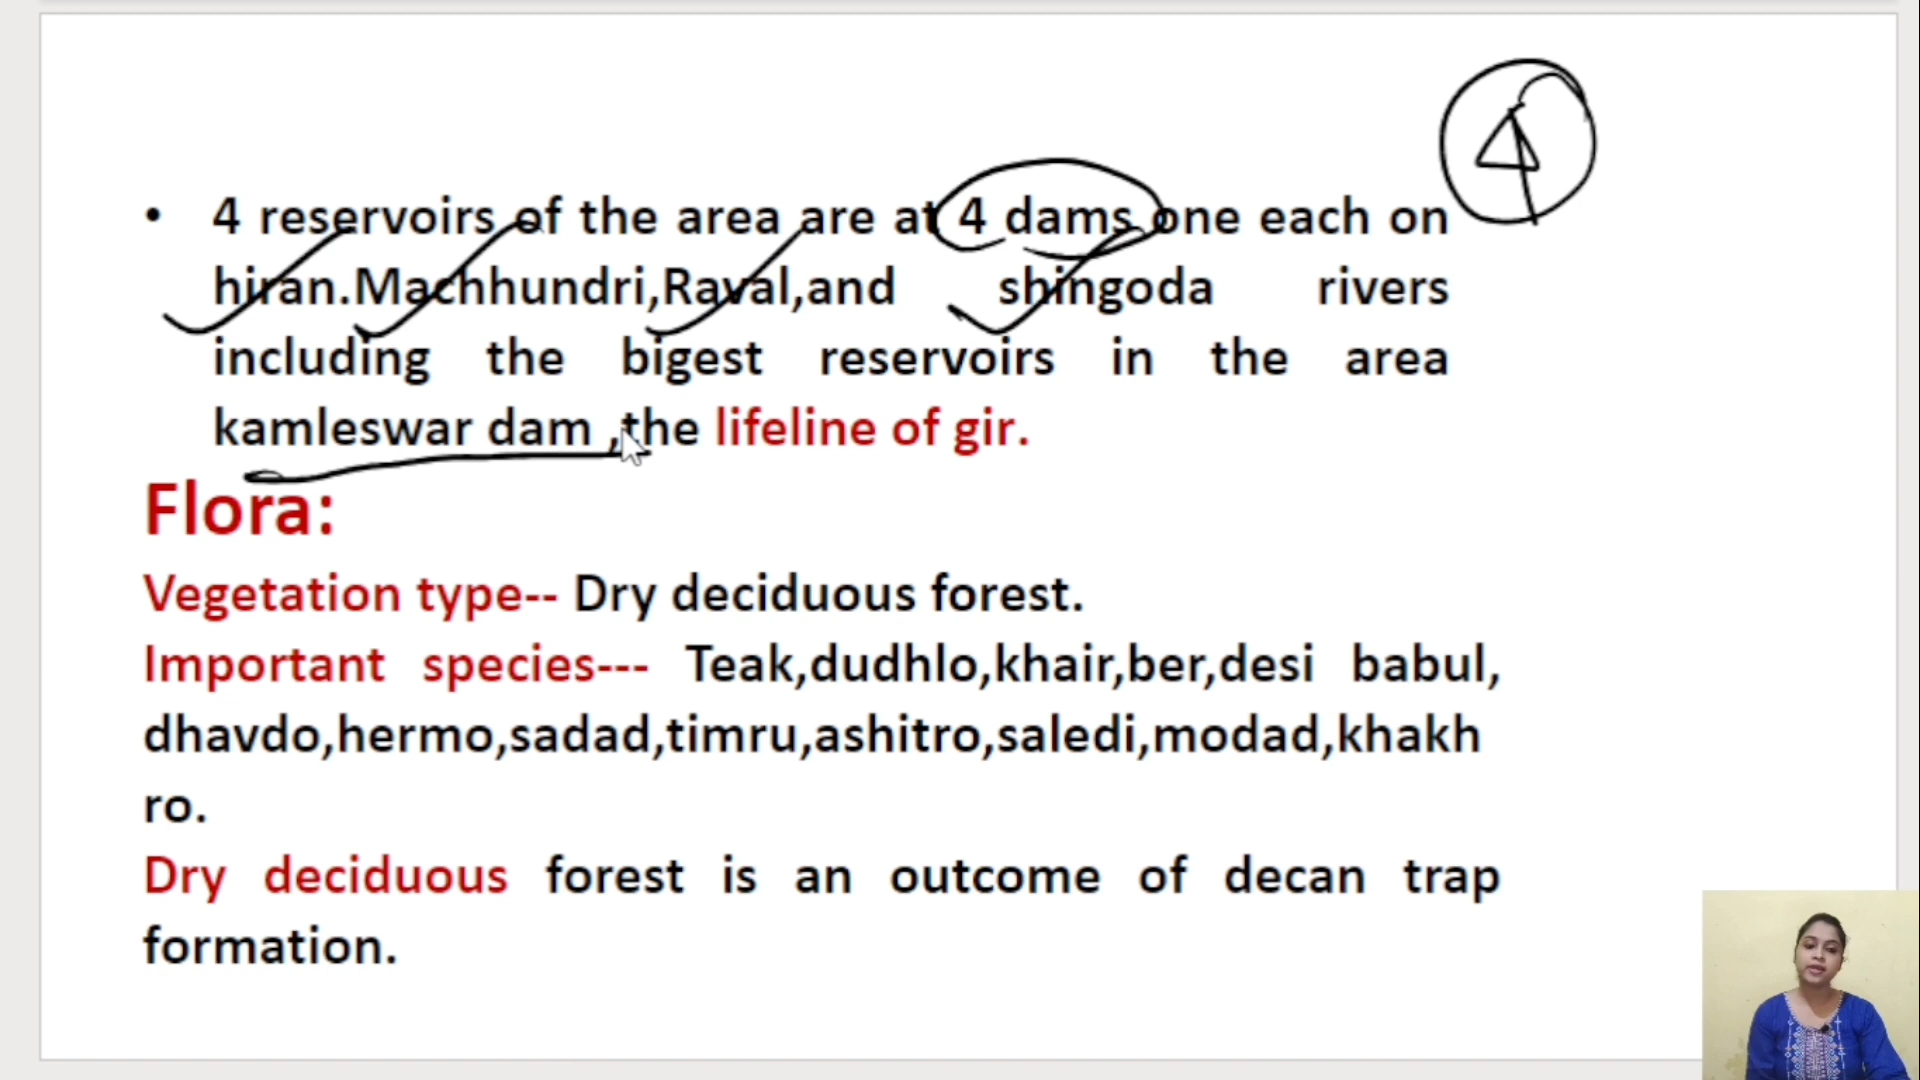 4
• 4 reservoirs of the area are at 4 dams one each on
hiran.Machhundri,Raval,and shingoda rivers
including the bigest reservoirs in the area
kamleswar dam ,the lifeline of gir.
Flora:
Vegetation type-- Dry deciduous forest.
Important species--- Teak,dudhlo,khair,ber,desi babul,
dhavdo,hermo,sadad,timru,ashitro,saledi,modad,khakh
ro.
Dry deciduous forest is an outcome of decan trap
formation.